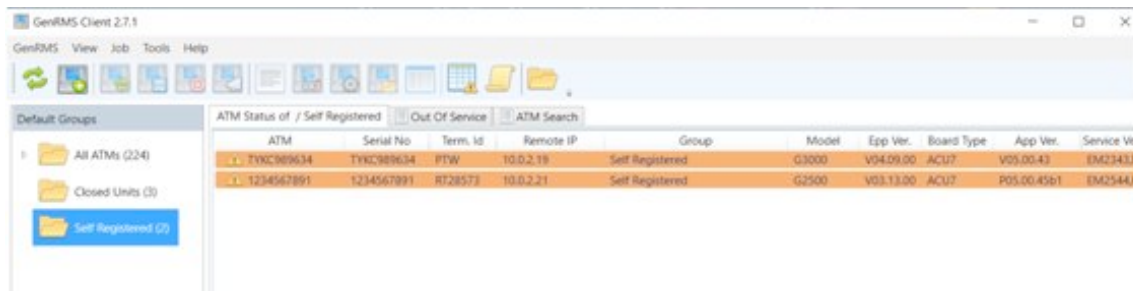 GenRMS Client 2.7.1
GenRMS View Job Tools Help
Default Groups
All ATMs (224)
Closed Units (3)
Self Registered (2)
ATM Status of / Self Registered Out Of Service ATM Search
ATM Serial No Term. Id Remote IP Group Model Epp Ver. Board Type App Ver. Service Ve
TYKC989634 TYKC989634 PTW 10.0.2.19 Self Registered G3000 V04.09.00 ACU7 V05.00.43 EM2343,
1234567891 1234567891 RT28573 10.0.2.21 Self Registered G2500 V03.13.00 ACU7 P05.00.45b1 EM2544,